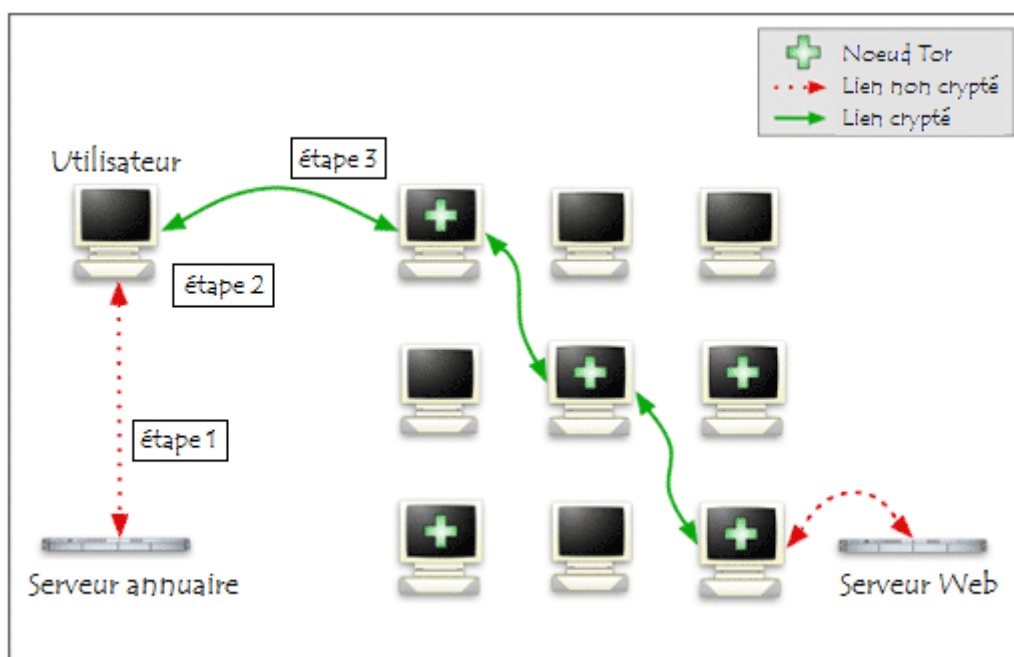 Noeud Tor
Lien non crypté
Lien crypté
Utilisateur
étape 3
étape 2
étape 1
Serveur annuaire
Serveur Web